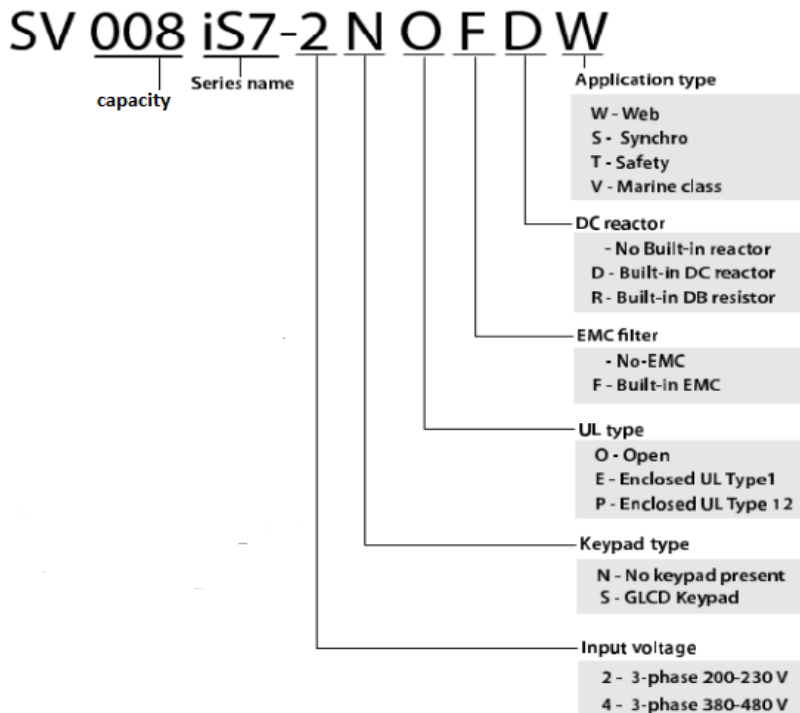 SV 008 iS7-2 N O F D W
Series name
capacity
Application type
W - Web
S - Synchro
T - Safety
V - Marine class
DC reactor
- No Built-in reactor
D - Built-in DC reactor
R - Built-in DB resistor
EMC filter
- No-EMC
F - Built-in EMC
UL type
O - Open
E - Enclosed UL Type1
P - Enclosed UL Type 12
Keypad type
N - No keypad present
S - GLCD Keypad
Input voltage
2 - 3-phase 200-230 V
4 - 3-phase 380-480 V